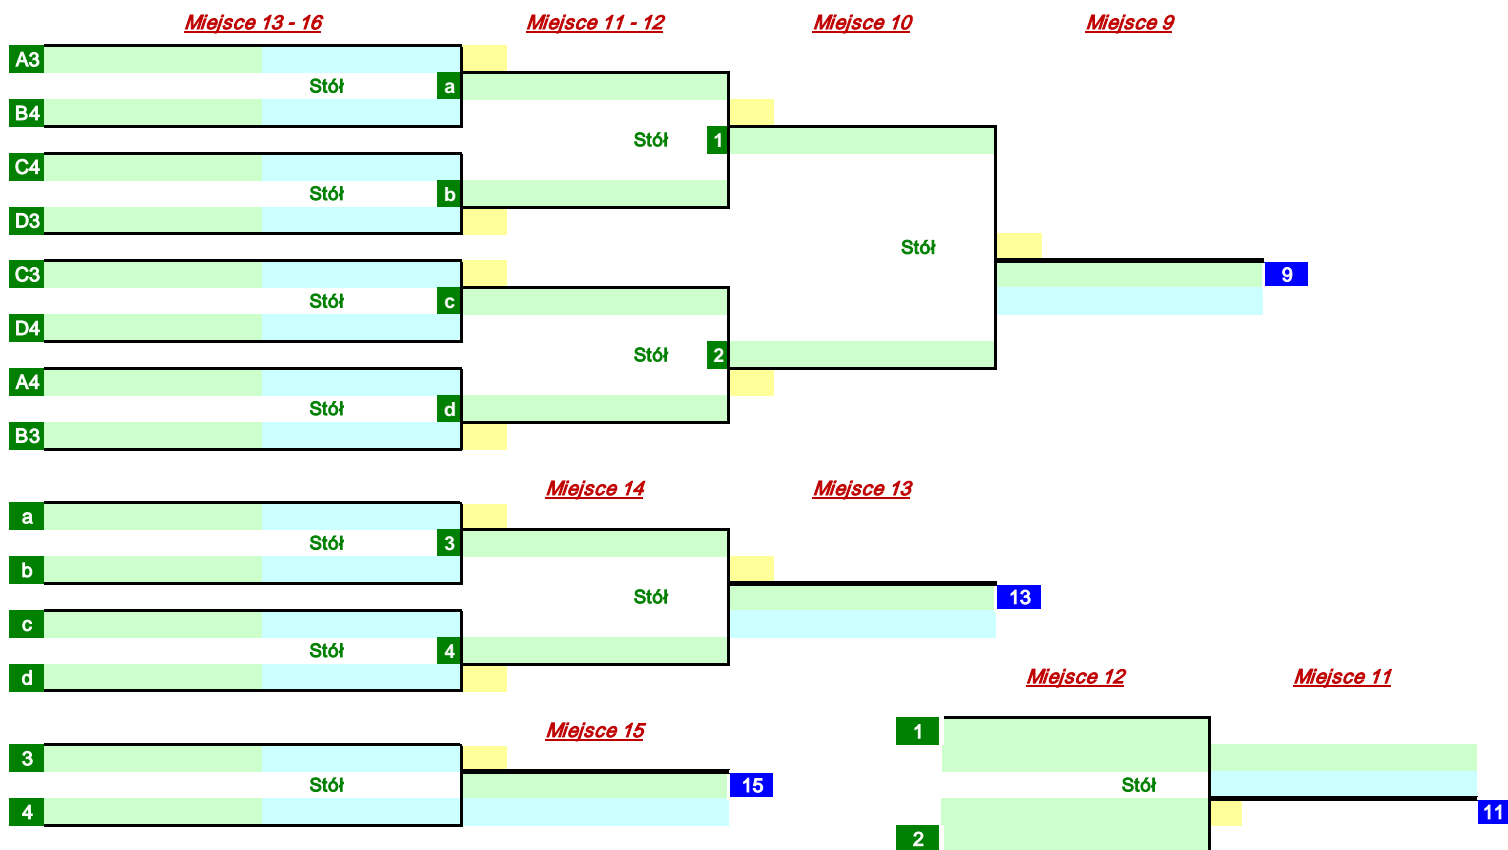 Miejsce 13 - 16 Miejsce 11 - 12 Miejsce 10 Miejsce 9
A3
Stół a
B4
Stół 1
C4
Stół b
D3
Stół
C3 9
Stół c
D4
Stół 2
A4
Stół d
B3
Miejsce 14 Miejsce 13
a
Stół 3
b
Stół 13
c
Stół 4
d Miejsce 12 Miejsce 11
Miejsce 15 1
3
Stół 15 Stół
4 11
2